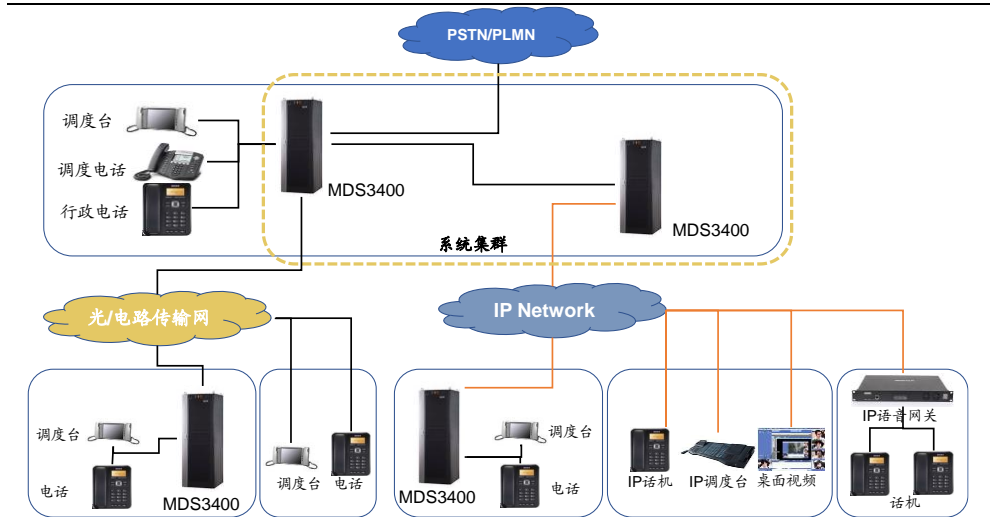 PSTN/PLMN
调度台
调度电话
行政电话
MDS3400
MDS3400
系统集群
光/电路传输网
IP Network
调度台
电话
MDS3400
调度台
电话
MDS3400
调度台
电话
IP话机
IP调度台
桌面视频
IP语音网关
话机